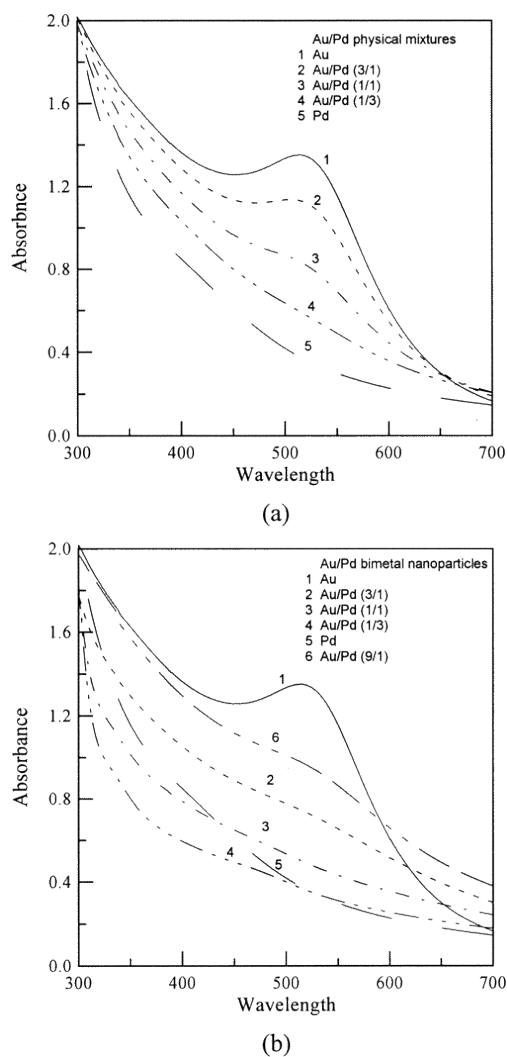 2.0
1.6
1.2
0.8
0.4
0.0
Absorbnce
Au/Pd physical mixtures
1 Au
2 Au/Pd (3/1)
3 Au/Pd (1/1)
4 Au/Pd (1/3)
5 Pd
1
2
3
4
5
300 400 500 600 700
Wavelength
(a)
2.0
1.6
1.2
0.8
0.4
0.0
Absorbance
Au/Pd bimetal nanoparticles
1 Au
2 Au/Pd (3/1)
3 Au/Pd (1/1)
4 Au/Pd (1/3)
5 Pd
6 Au/Pd (9/1)
1
6
2
3
4
5
300 400 500 600 700
Wavelength
(b)